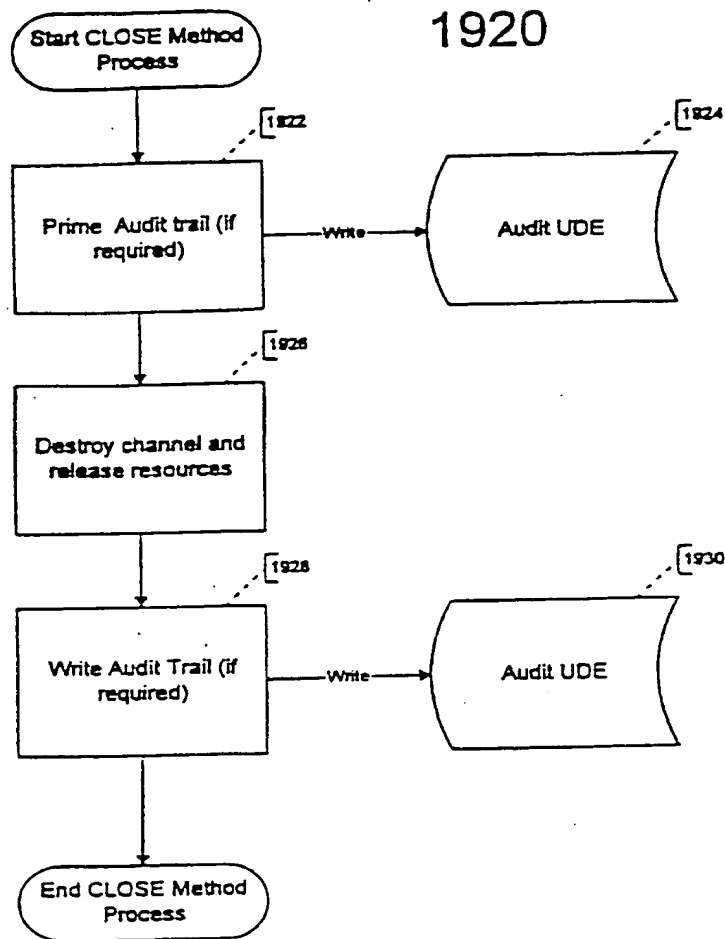 1920
Start CLOSE Method
Process
1922
1924
Prime Audit trail (if
required)
Write
Audit UDE
1926
Destroy channel and
release resources
1928
1930
Write Audit Trail (if
required)
Write
Audit UDE
End CLOSE Method
Process